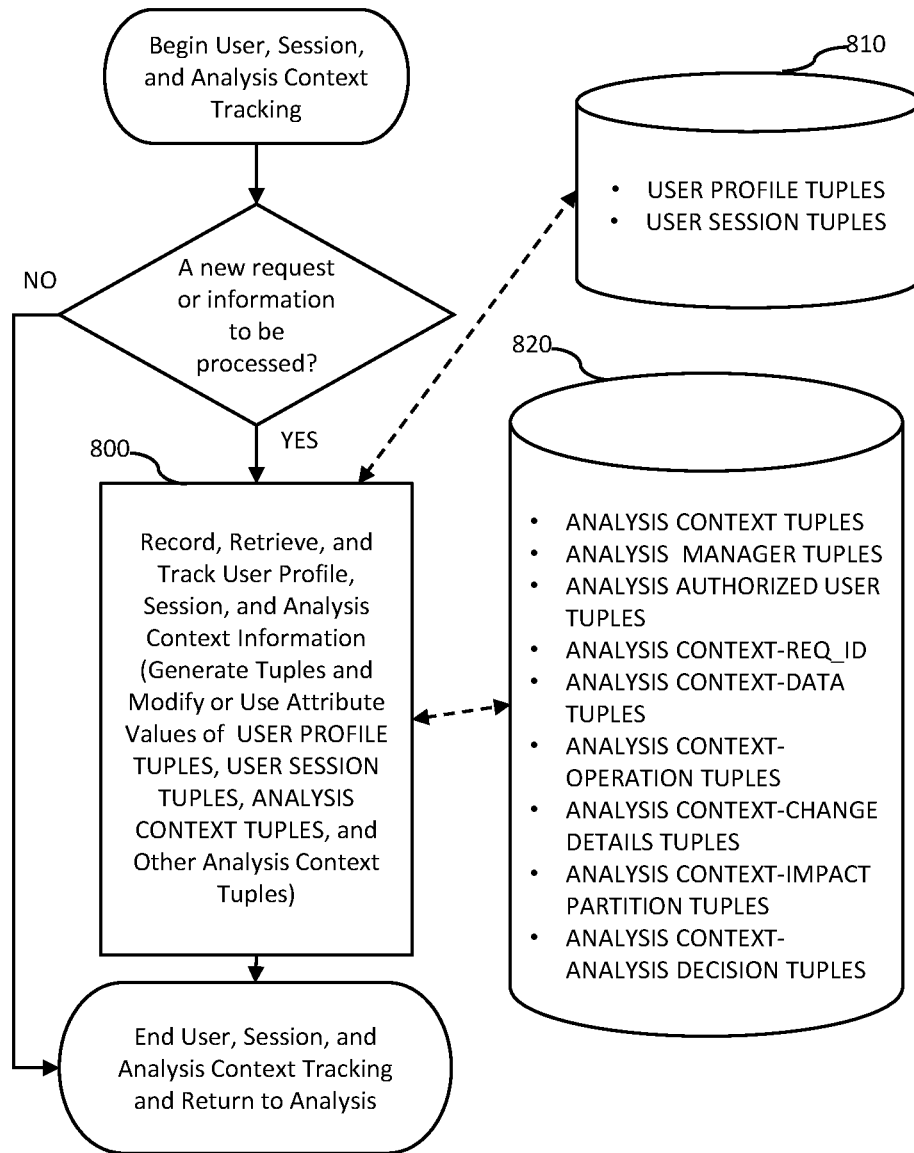 Begin User, Session,
and Analysis Context
Tracking
810
• USER PROFILE TUPLES
• USER SESSION TUPLES
NO
A new request
or information
to be
processed?
YES
800
Record, Retrieve, and
Track User Profile,
Session, and Analysis
Context Information
(Generate Tuples and
Modify or Use Attribute
Values of USER PROFILE
TUPLES, USER SESSION
TUPLES, ANALYSIS
CONTEXT TUPLES, and
Other Analysis Context
Tuples)
820
• ANALYSIS CONTEXT TUPLES
• ANALYSIS MANAGER TUPLES
• ANALYSIS AUTHORIZED USER
TUPLES
• ANALYSIS CONTEXT-REQ_ID
• ANALYSIS CONTEXT-DATA
TUPLES
• ANALYSIS CONTEXT-
OPERATION TUPLES
• ANALYSIS CONTEXT-CHANGE
DETAILS TUPLES
• ANALYSIS CONTEXT-IMPACT
PARTITION TUPLES
• ANALYSIS CONTEXT-
ANALYSIS DECISION TUPLES
End User, Session, and
Analysis Context Tracking
and Return to Analysis